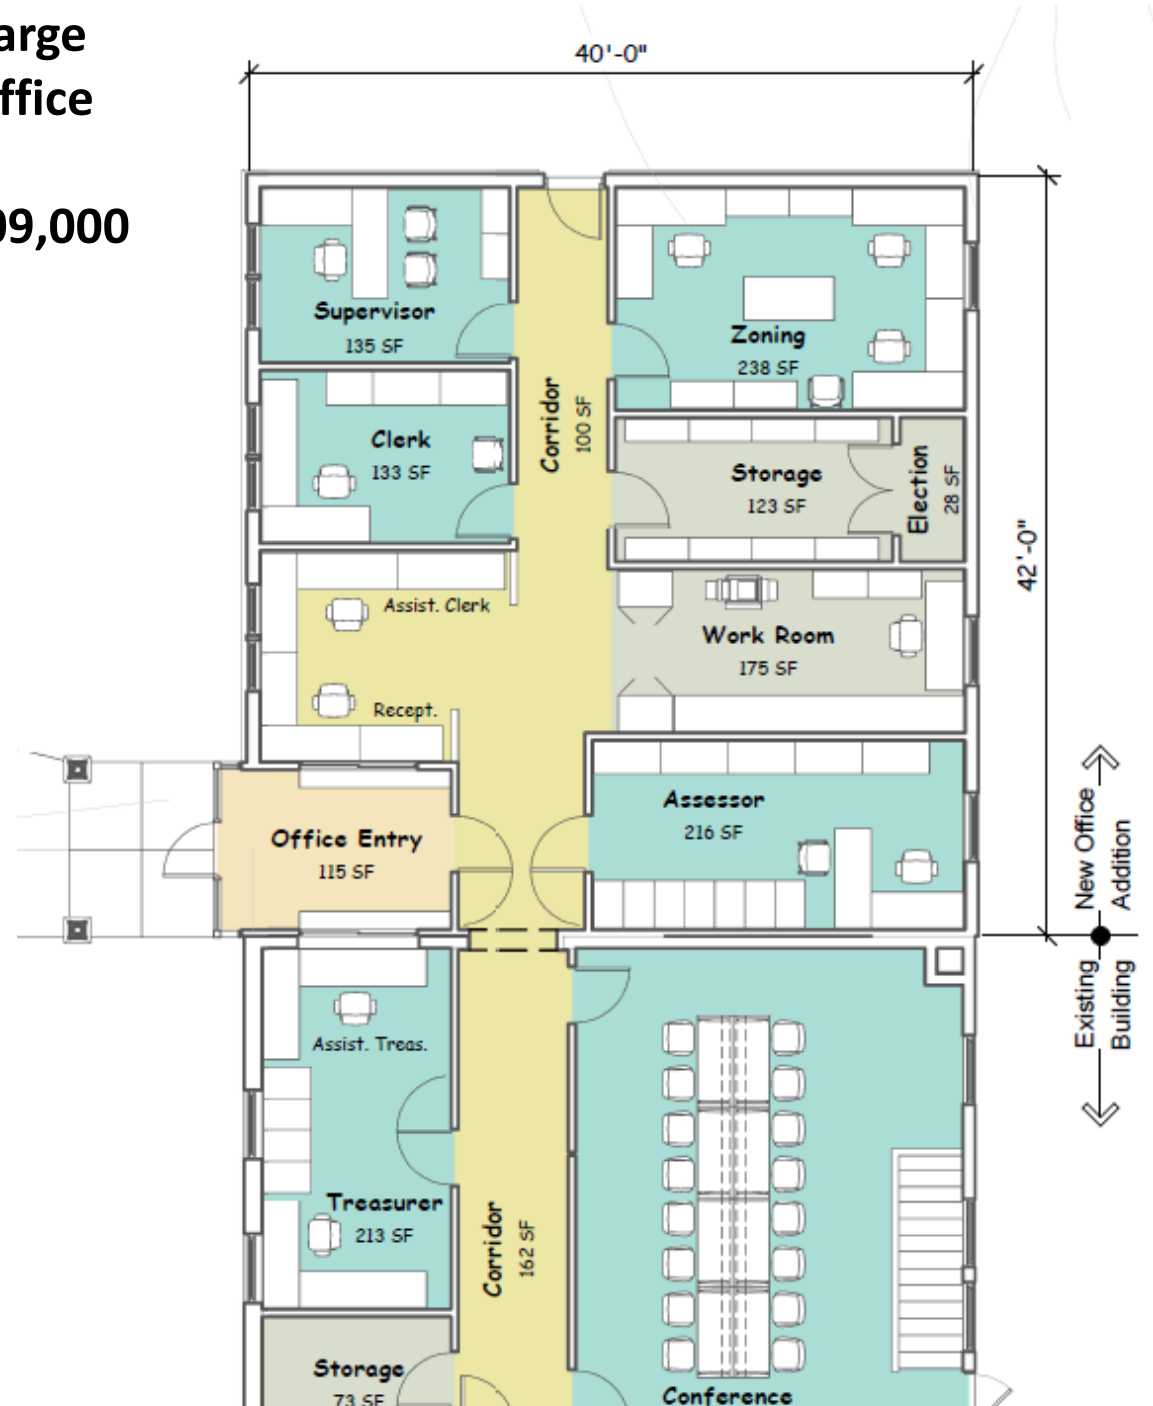 arge
ffice
09,000
40'-0"
Supervisor
135 SF
Zoning
238 SF
Clerk
133 SF
Corridor
100 SF
Storage
123 SF
Election
28 SF
42'-0"
Assist. Clerk
Work Room
175 SF
Recept.
Assessor
216 SF
Office Entry
115 SF
New Office
Addition
Existing
Building
Assist. Treas.
Treasurer
213 SF
Corridor
162 SF
Storage
73 SF
Conference